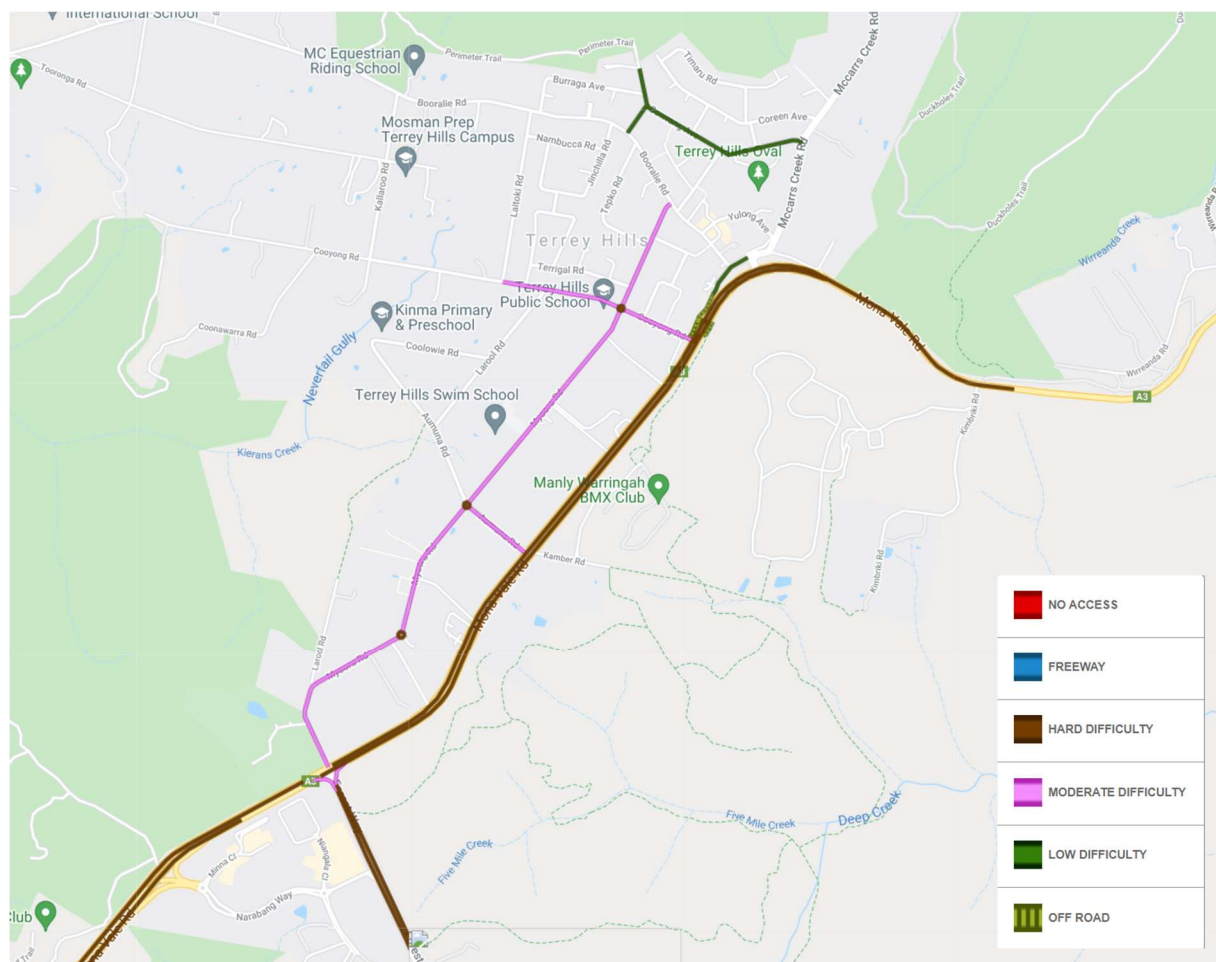 International School
MC Equestrian
Riding School
Perimeter Trail
Perimeter Trail
Timaru Rd
Mccarrs Creek Rd
Duckholes Trail
Tooronga Rd
Burraga Ave
Booralie Rd
Coreen Ave
Mosman Prep
Terrey Hills Campus
Nambucca Rd
Jinchilla Rd
Booralie Rd
Terrey Hills Oval
Kallaroo Rd
Laitoki Rd
Tepko Rd
Yulong Ave
Mccarrs Creek Rd
Duckholes Trail
Wirreanda Creek
Terrey Hills
Cooyong Rd
Terrigal Rd
Terrey Hills
Public School
Kinma Primary
& Preschool
Mona Vale Rd
Coonawarra Rd
Coolowie Rd
Larool Rd
Wirreanda Rd
Neverfail Gully
Terrey Hills Swim School
A3
Kimbriki Rd
Aumuna Rd
Kierans Creek
Manly Warringah
BMX Club
Kamber Rd
Mona Vale Rd
Kimbriki Rd
Larool Rd
NO ACCESS
FREEWAY
HARD DIFFICULTY
MODERATE DIFFICULTY
LOW DIFFICULTY
OFF ROAD
Deep Creek
Five Mile Creek
Five Mile Creek
Minna Cl
Niangala Cl
Narabang Way
Club
Mona Vale Rd
Trail